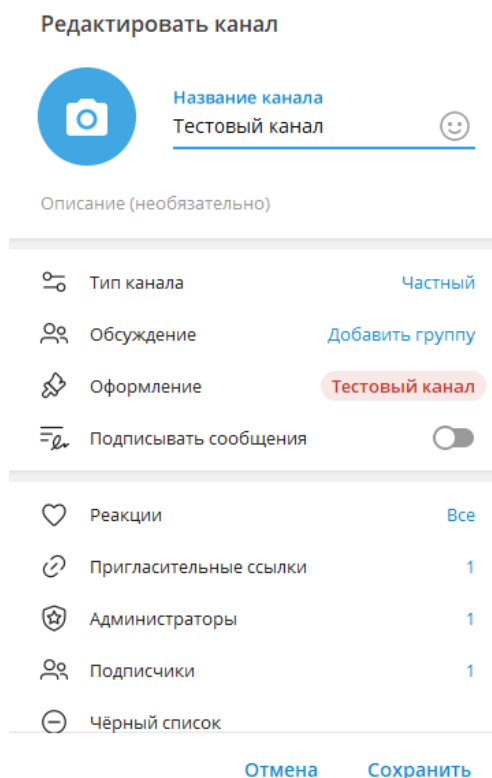 Редактировать канал
Название канала
Тестовый канал
Описание (необязательно)
Тип канала Частный
Обсуждение Добавить группу
Оформление Тестовый канал
Подписывать сообщения
Реакции Все
Пригласительные ссылки 1
Администраторы 1
Подписчики 1
Чёрный список
Отмена Сохранить